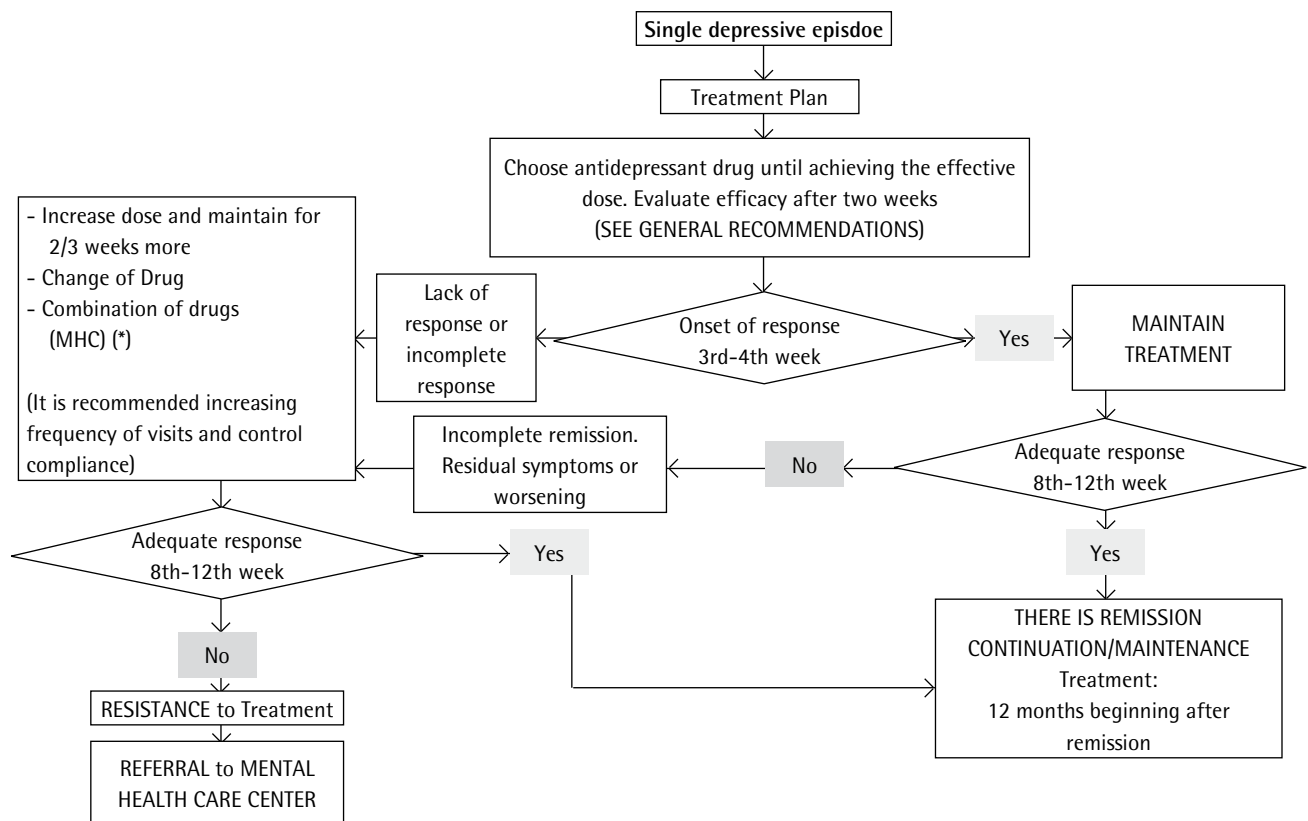 Single depressive episdoe
Treatment Plan
Choose antidepressant drug until achieving the effective
dose. Evaluate efficacy after two weeks
(SEE GENERAL RECOMMENDATIONS)
- Increase dose and maintain for
2/3 weeks more
- Change of Drug
- Combination of drugs
(MHC) (*)
(It is recommended increasing
frequency of visits and control
compliance)
Lack of
response or
incomplete
response
Onset of response
3rd-4th week
Yes
MAINTAIN
TREATMENT
Incomplete remission.
Residual symptoms or
worsening
No
Adequate response
8th-12th week
Adequate response
8th-12th week
Yes
Yes
No
THERE IS REMISSION
CONTINUATION/MAINTENANCE
Treatment:
12 months beginning after
remission
RESISTANCE to Treatment
REFERRAL to MENTAL
HEALTH CARE CENTER